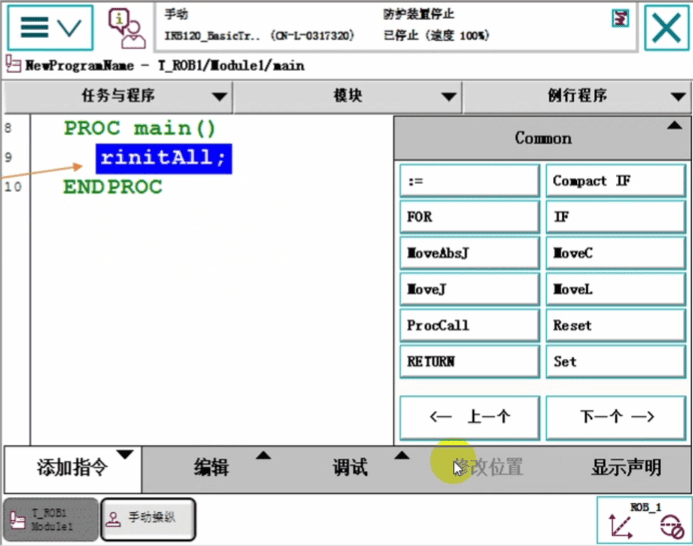 手动
防护装置停止
IRB120_BasicTr.. (CN-L-0317320)
已停止 (速度 100%)
NewProgramName - T_ROB1/Module1/main
任务与程序
模块
例行程序
8
PROC main()
9
rinitAll;
10
ENDPROC
Common
:=
Compact IF
FOR
IF
MoveAbsJ
MoveC
MoveJ
MoveL
ProcCall
Reset
RETURN
Set
<— 上一个
下一个 —>
添加指令
编辑
调试
修改位置
显示声明
T_ROB1
Module1
手动操纵
ROB_1